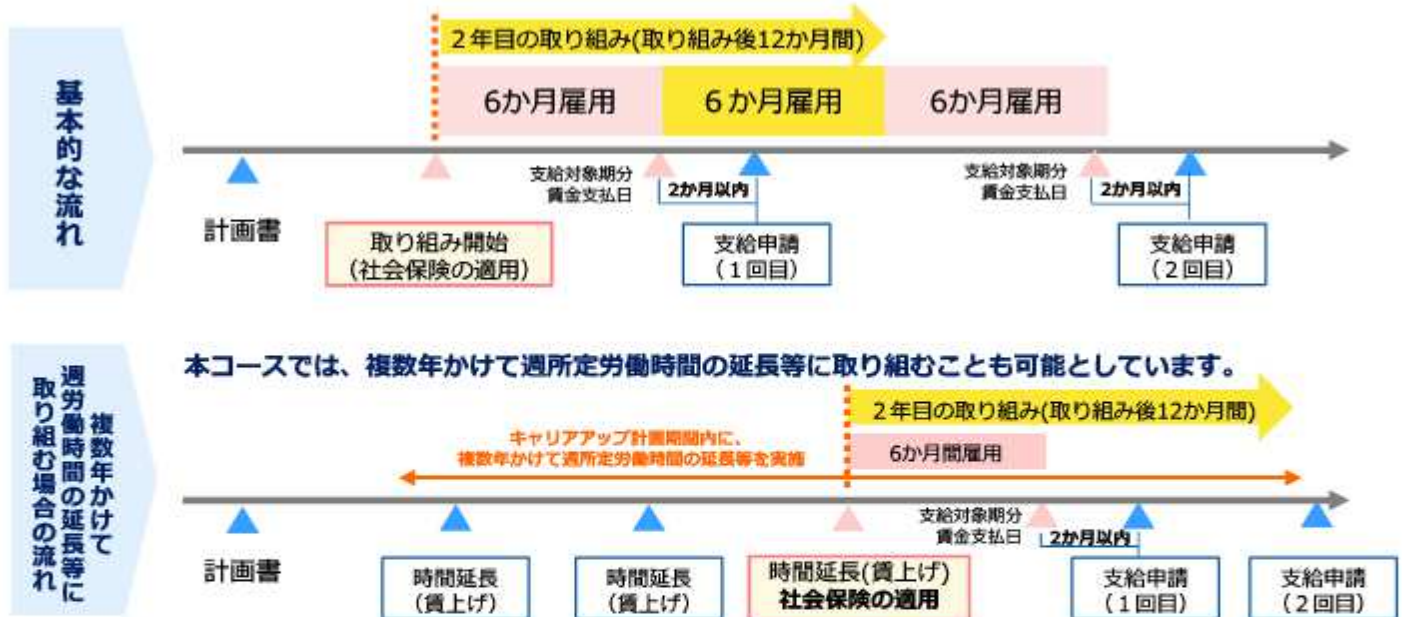 基本的な流れ
２年目の取り組み(取り組み後12か月間)
6か月雇用
６か月雇用
6か月雇用
支給対象期分
賃金支払日
2か月以内
支給対象期分
賃金支払日
2か月以内
計画書
取り組み開始
(社会保険の適用)
支給申請
(１回目)
支給申請
(２回目)
複数年かけて
週労働時間の延長等に
取り組む場合の流れ
本コースでは、複数年かけて週所定労働時間の延長等に取り組むことも可能としています。
２年目の取り組み(取り組み後12か月間)
キャリアアップ計画期間内に、
複数年かけて週所定労働時間の延長等を実施
6か月間雇用
支給対象期分
賃金支払日
2か月以内
計画書
時間延長
(賃上げ)
時間延長
(賃上げ)
時間延長(賃上げ)
社会保険の適用
支給申請
(１回目)
支給申請
(２回目)